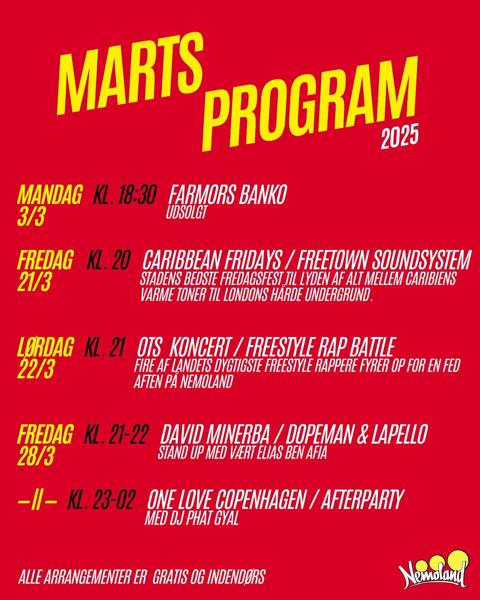 MARTS
PROGRAM
2025
MANDAG KL. 18:30 FARMORS BANKO
3/3 UDSOLGT
FREDAG KL. 20 CARIBBEAN FRIDAYS / FREETOWN SOUNDSYSTEM
21/3 STADENS BEDSTE FREDAGSFEST TIL LYDEN AF ALT MELLEM CARIBIENS
VARME TONER TIL LONDONS HÅRDE UNDERGRUND.
LØRDAG KL. 21 OTS KONCERT / FREESTYLE RAP BATTLE
22/3 FIRE AF LANDETS DYGTIGSTE FREESTYLE RAPPERE FYRER OP FOR EN FED
AFTEN PÅ NEMOLAND
FREDAG KL. 21-22 DAVID MINERBA / DOPEMAN & LAPELLO
28/3 STAND UP MED VÆRT ELIAS BEN AFIA
–||– KL. 23-02 ONE LOVE COPENHAGEN / AFTERPARTY
MED DJ PHAT GYAL
ALLE ARRANGEMENTER ER GRATIS OG INDENDØRS
Nemoland